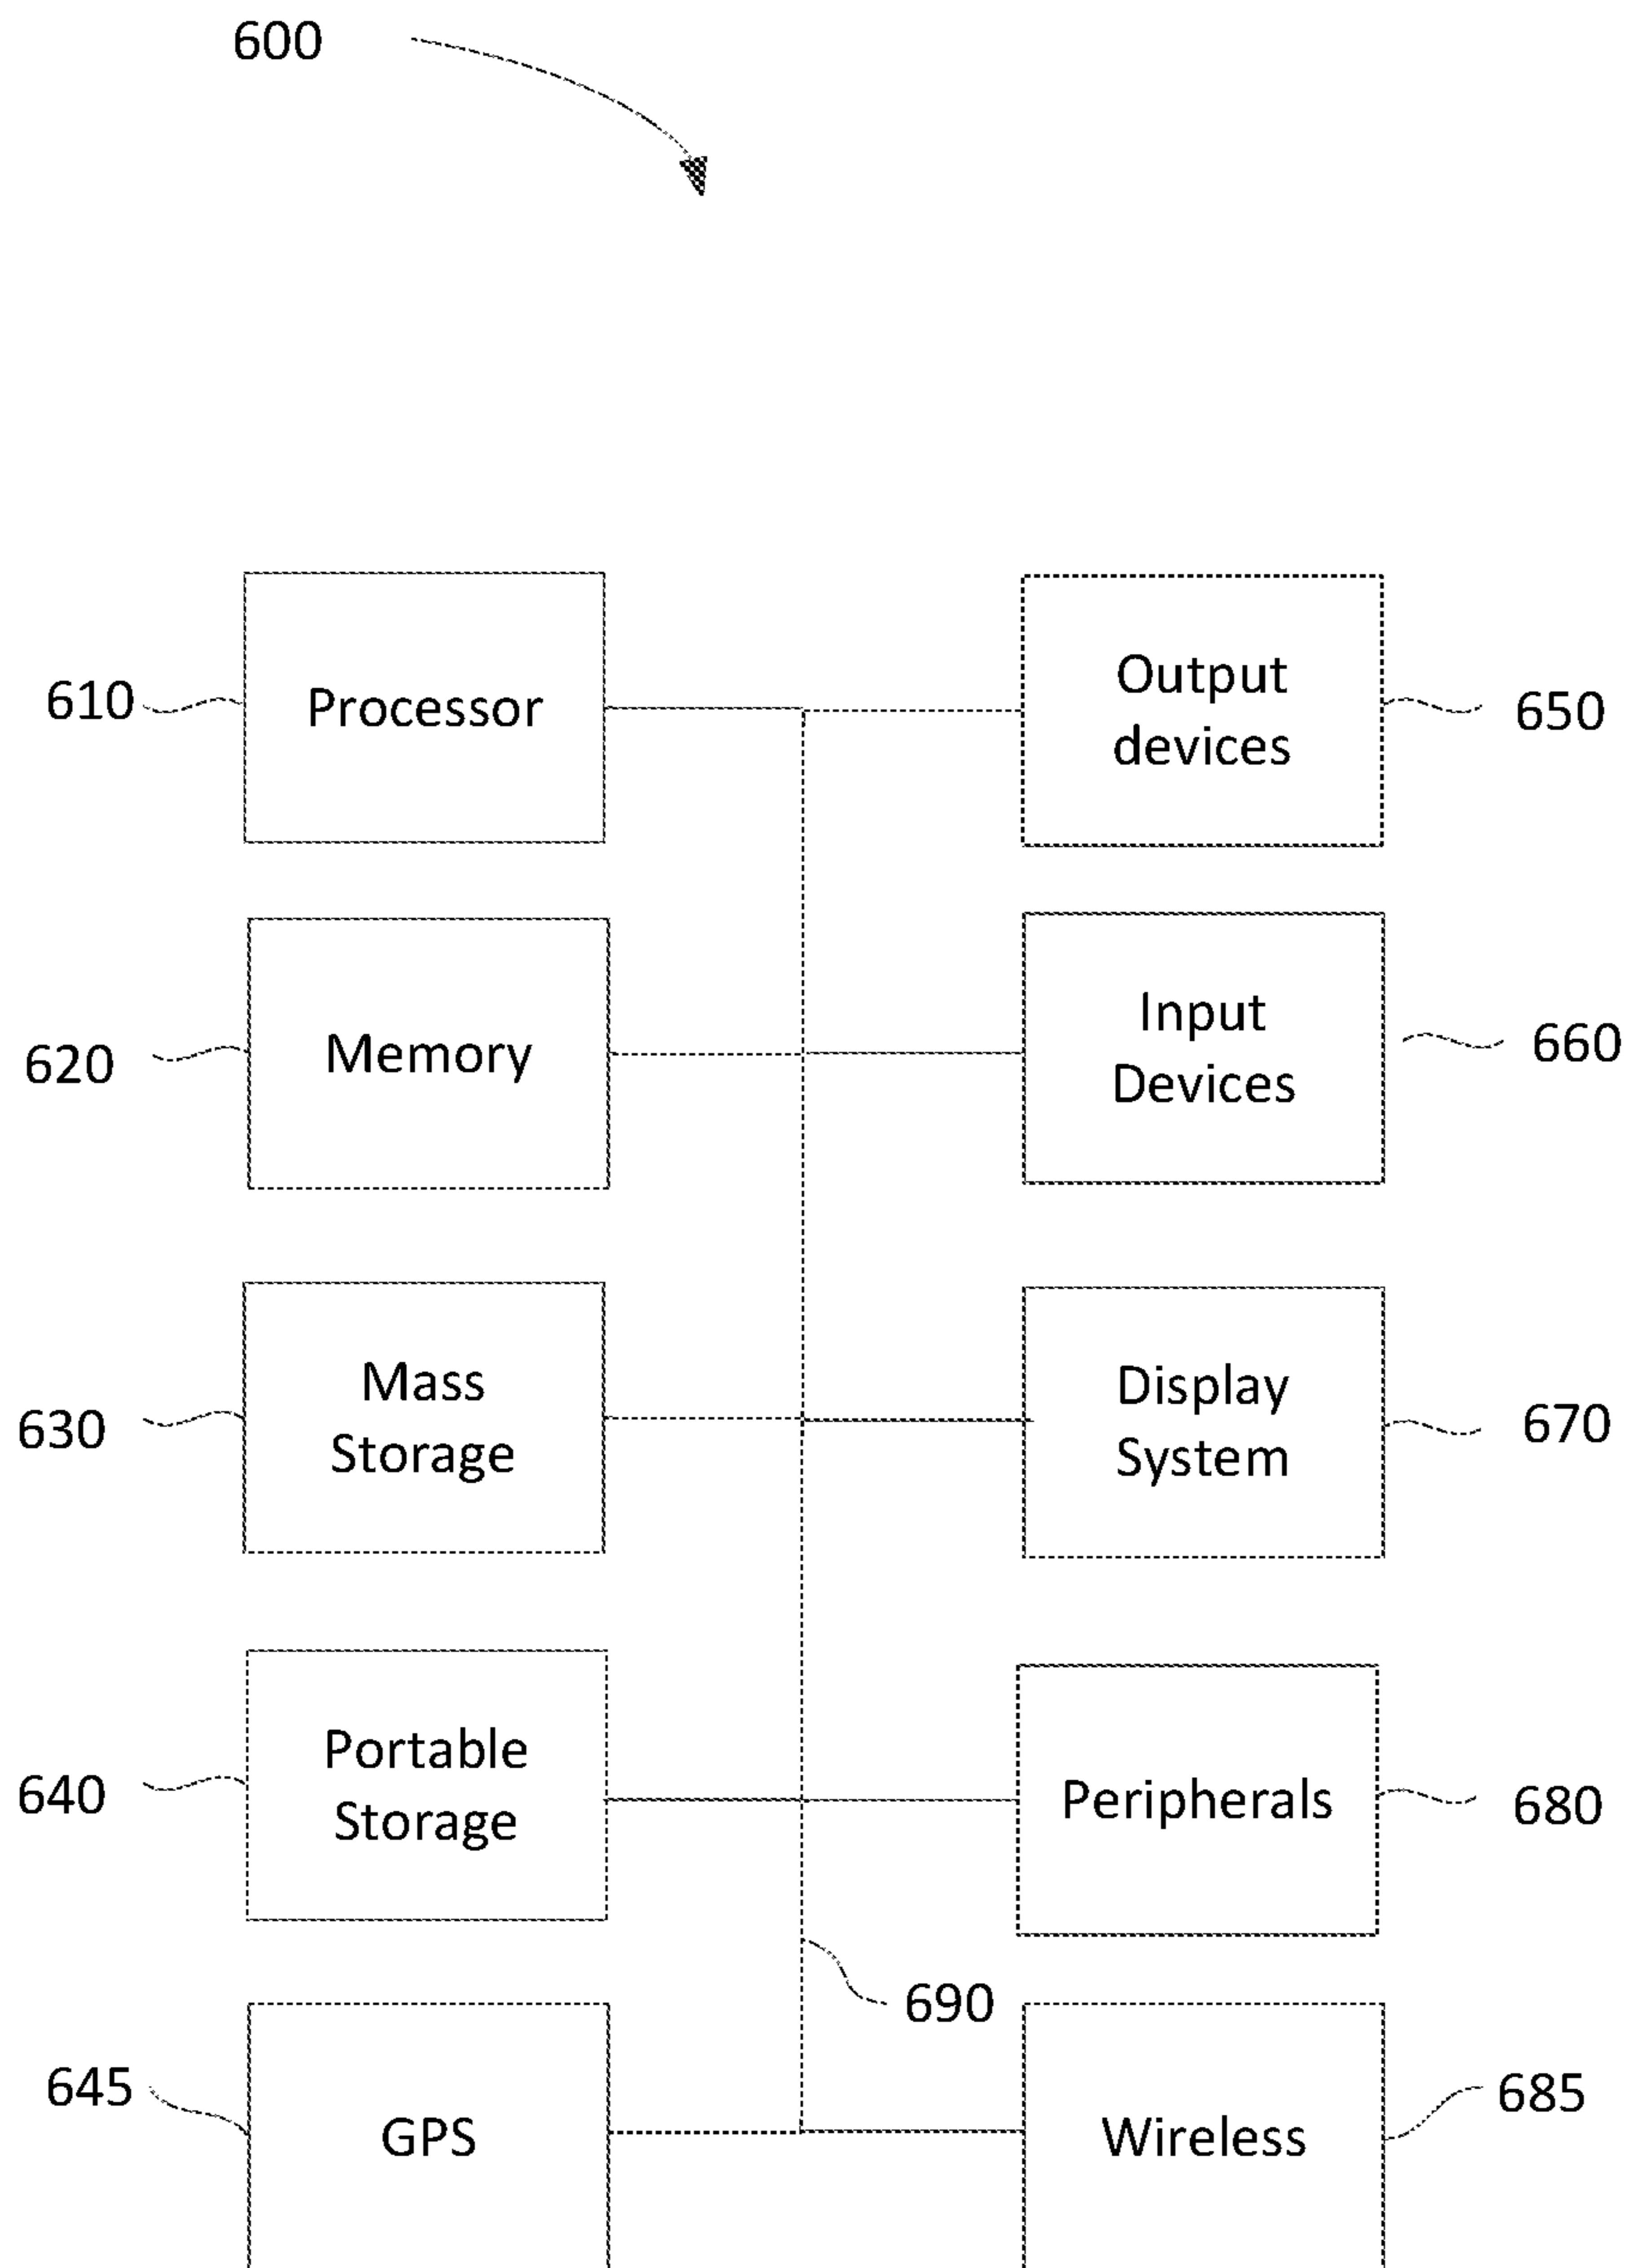 600
610
Processor
Output
devices
650
620
Memory
Input
Devices
660
630
Mass
Storage
Display
System
670
640
Portable
Storage
Peripherals
680
690
645
GPS
Wireless
685